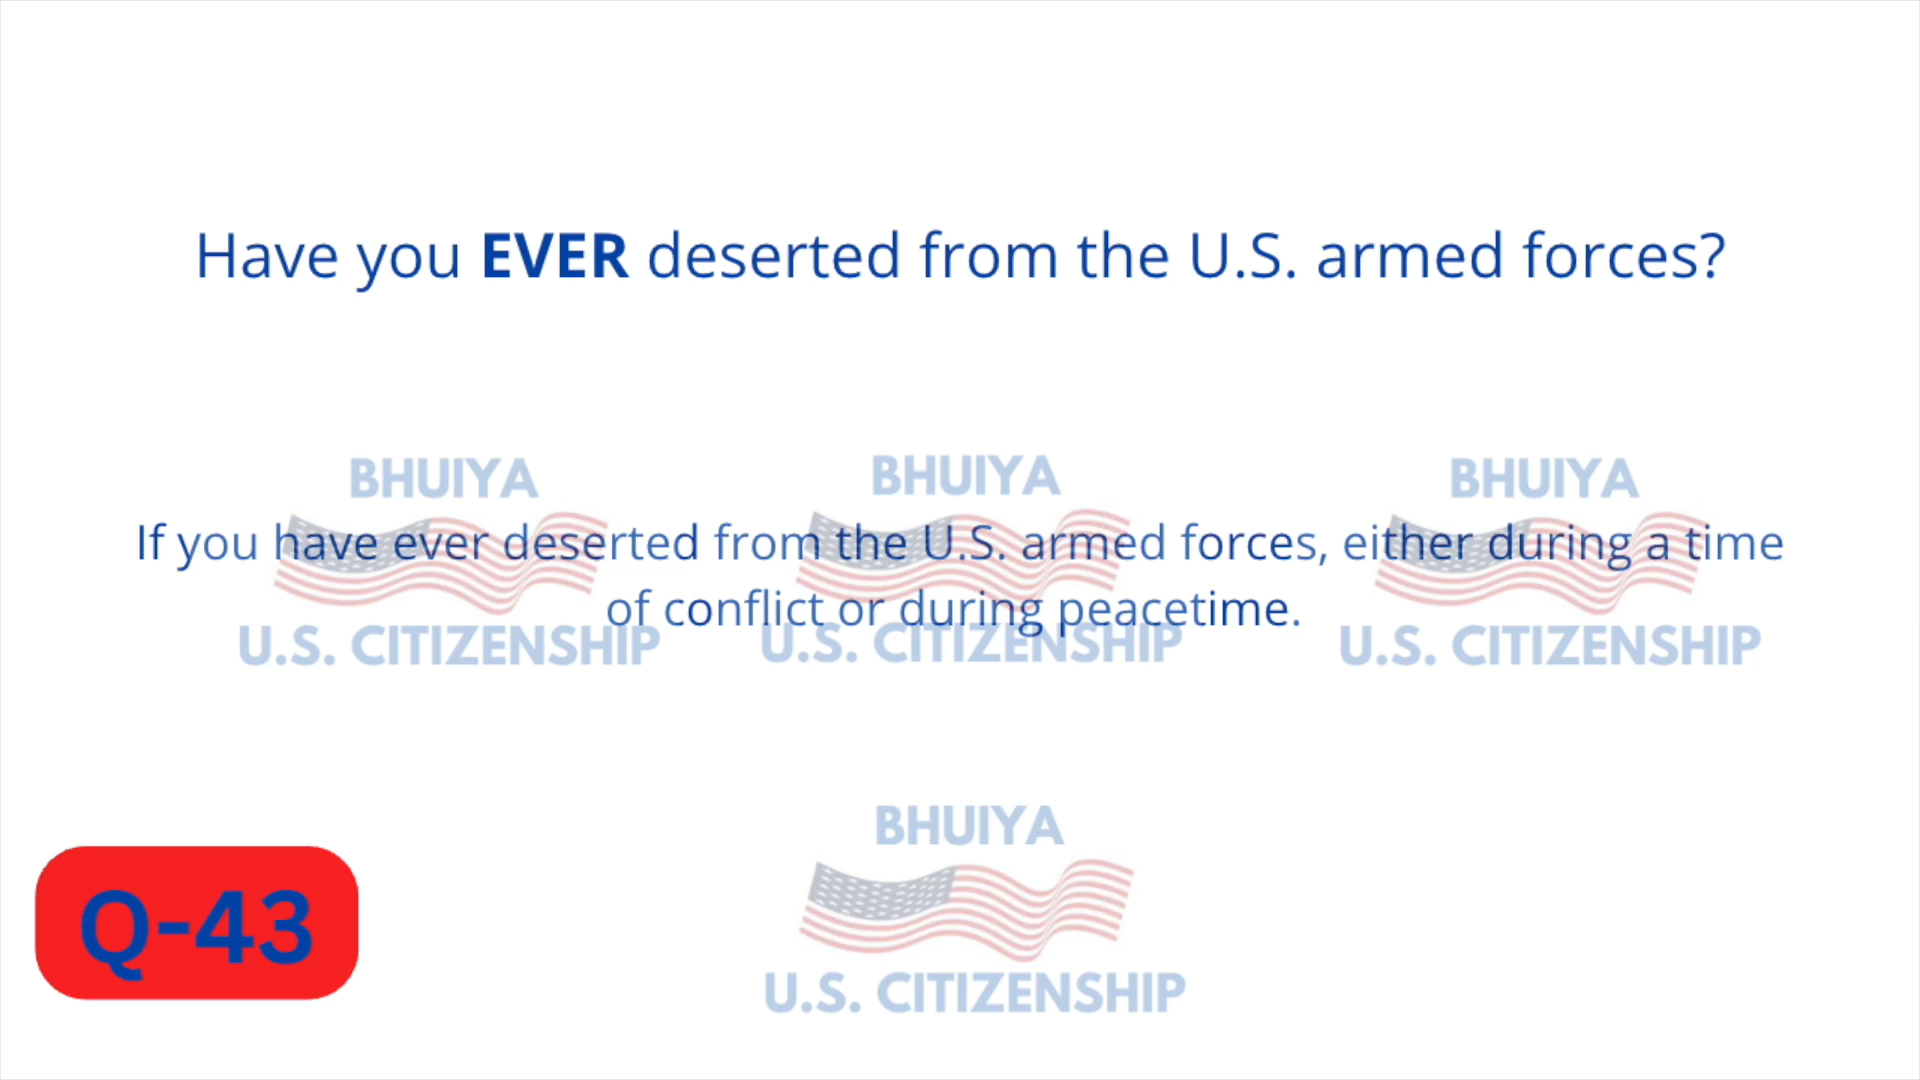 Have you EVER deserted from the U.S. armed forces?
BHUIYA
BHUIYA
BHUIYA
If you have ever deserted from the U.S. armed forces, either during a time
of conflict or during peacetime.
U.S. CITIZENSHIP
U.S. CITIZENSHIP
U.S. CITIZENSHIP
BHUIYA
Q-43
U.S. CITIZENSHIP